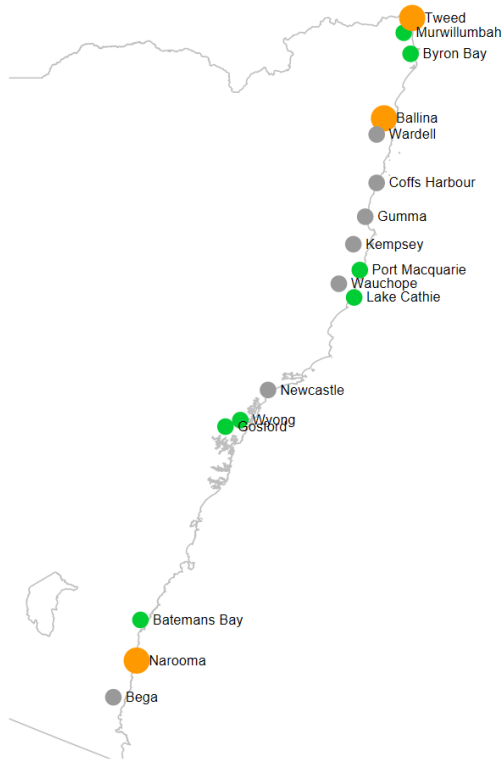 Tweed
Murwillumbah
Byron Bay
Ballina
Wardell
Coffs Harbour
Gumma
Kempsey
Port Macquarie
Wauchope
Lake Cathie
Newcastle
Wyong
Gosford
Batemans Bay
Narooma
Bega